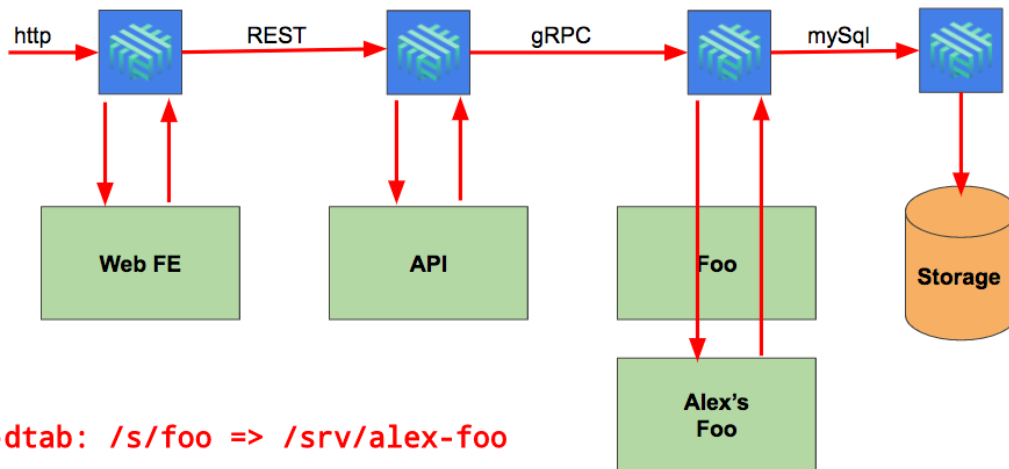 http
REST
gRPC
mySql
Web FE
API
Foo
Storage
Alex's
Foo
dtab: /s/foo => /srv/alex-foo